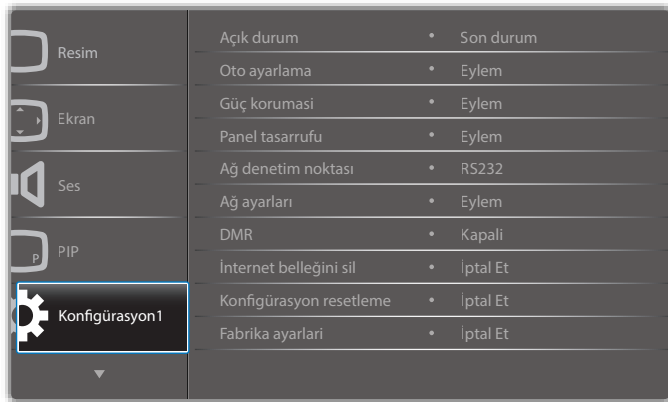 Resim
Ekran
Ses
P PIP
Konfigürasyon1
Açık durum • Son durum
Oto ayarlama • Eylem
Güç korumasi • Eylem
Panel tasarrufu • Eylem
Ağ denetim noktası • RS232
Ağ ayarları • Eylem
DMR • Kapali
İnternet belleğini sil • İptal Et
Konfigürasyon resetleme • İptal Et
Fabrika ayarlari • İptal Et